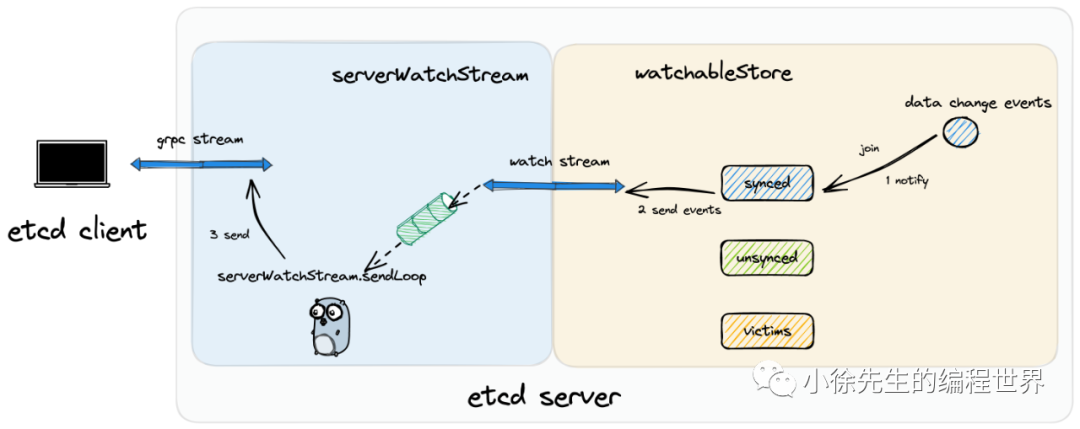 serverWatchStream
watchableStore
data change events
grpc stream
join
watch stream
1 notify
synced
2 send events
etcd client
3 send
unsynced
serverWatchStream.sendLoop
victims
小徐先生的编程世界
etcd server